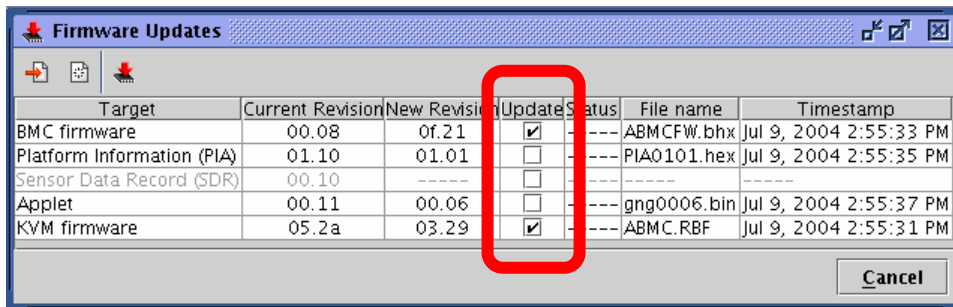 Firmware Updates
Target Current Revision New Revision Update Status File name Timestamp
BMC firmware 00.08 0f.21 ----- ABMCFW.bhx Jul 9, 2004 2:55:33 PM
Platform Information (PIA) 01.10 01.01 ----- PIA0101.hex Jul 9, 2004 2:55:35 PM
Sensor Data Record (SDR) 00.10 ----- ----- ----- -----
Applet 00.11 00.06 ----- gng0006.bin Jul 9, 2004 2:55:37 PM
KVM firmware 05.2a 03.29 ----- ABMC.RBF Jul 9, 2004 2:55:31 PM
Cancel